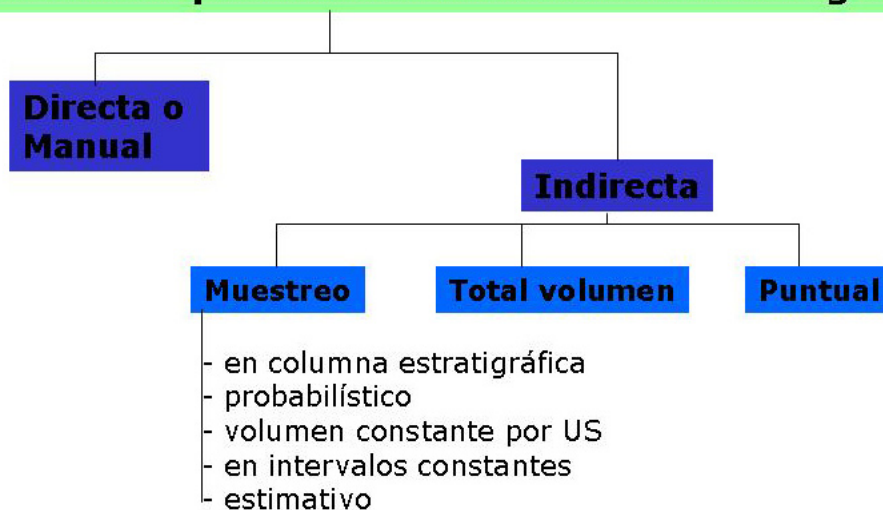 Directa o
Manual
Indirecta
Muestreo
Total volumen
Puntual
- en columna estratigráfica
- probabilístico
- volumen constante por US
- en intervalos constantes
- estimativo